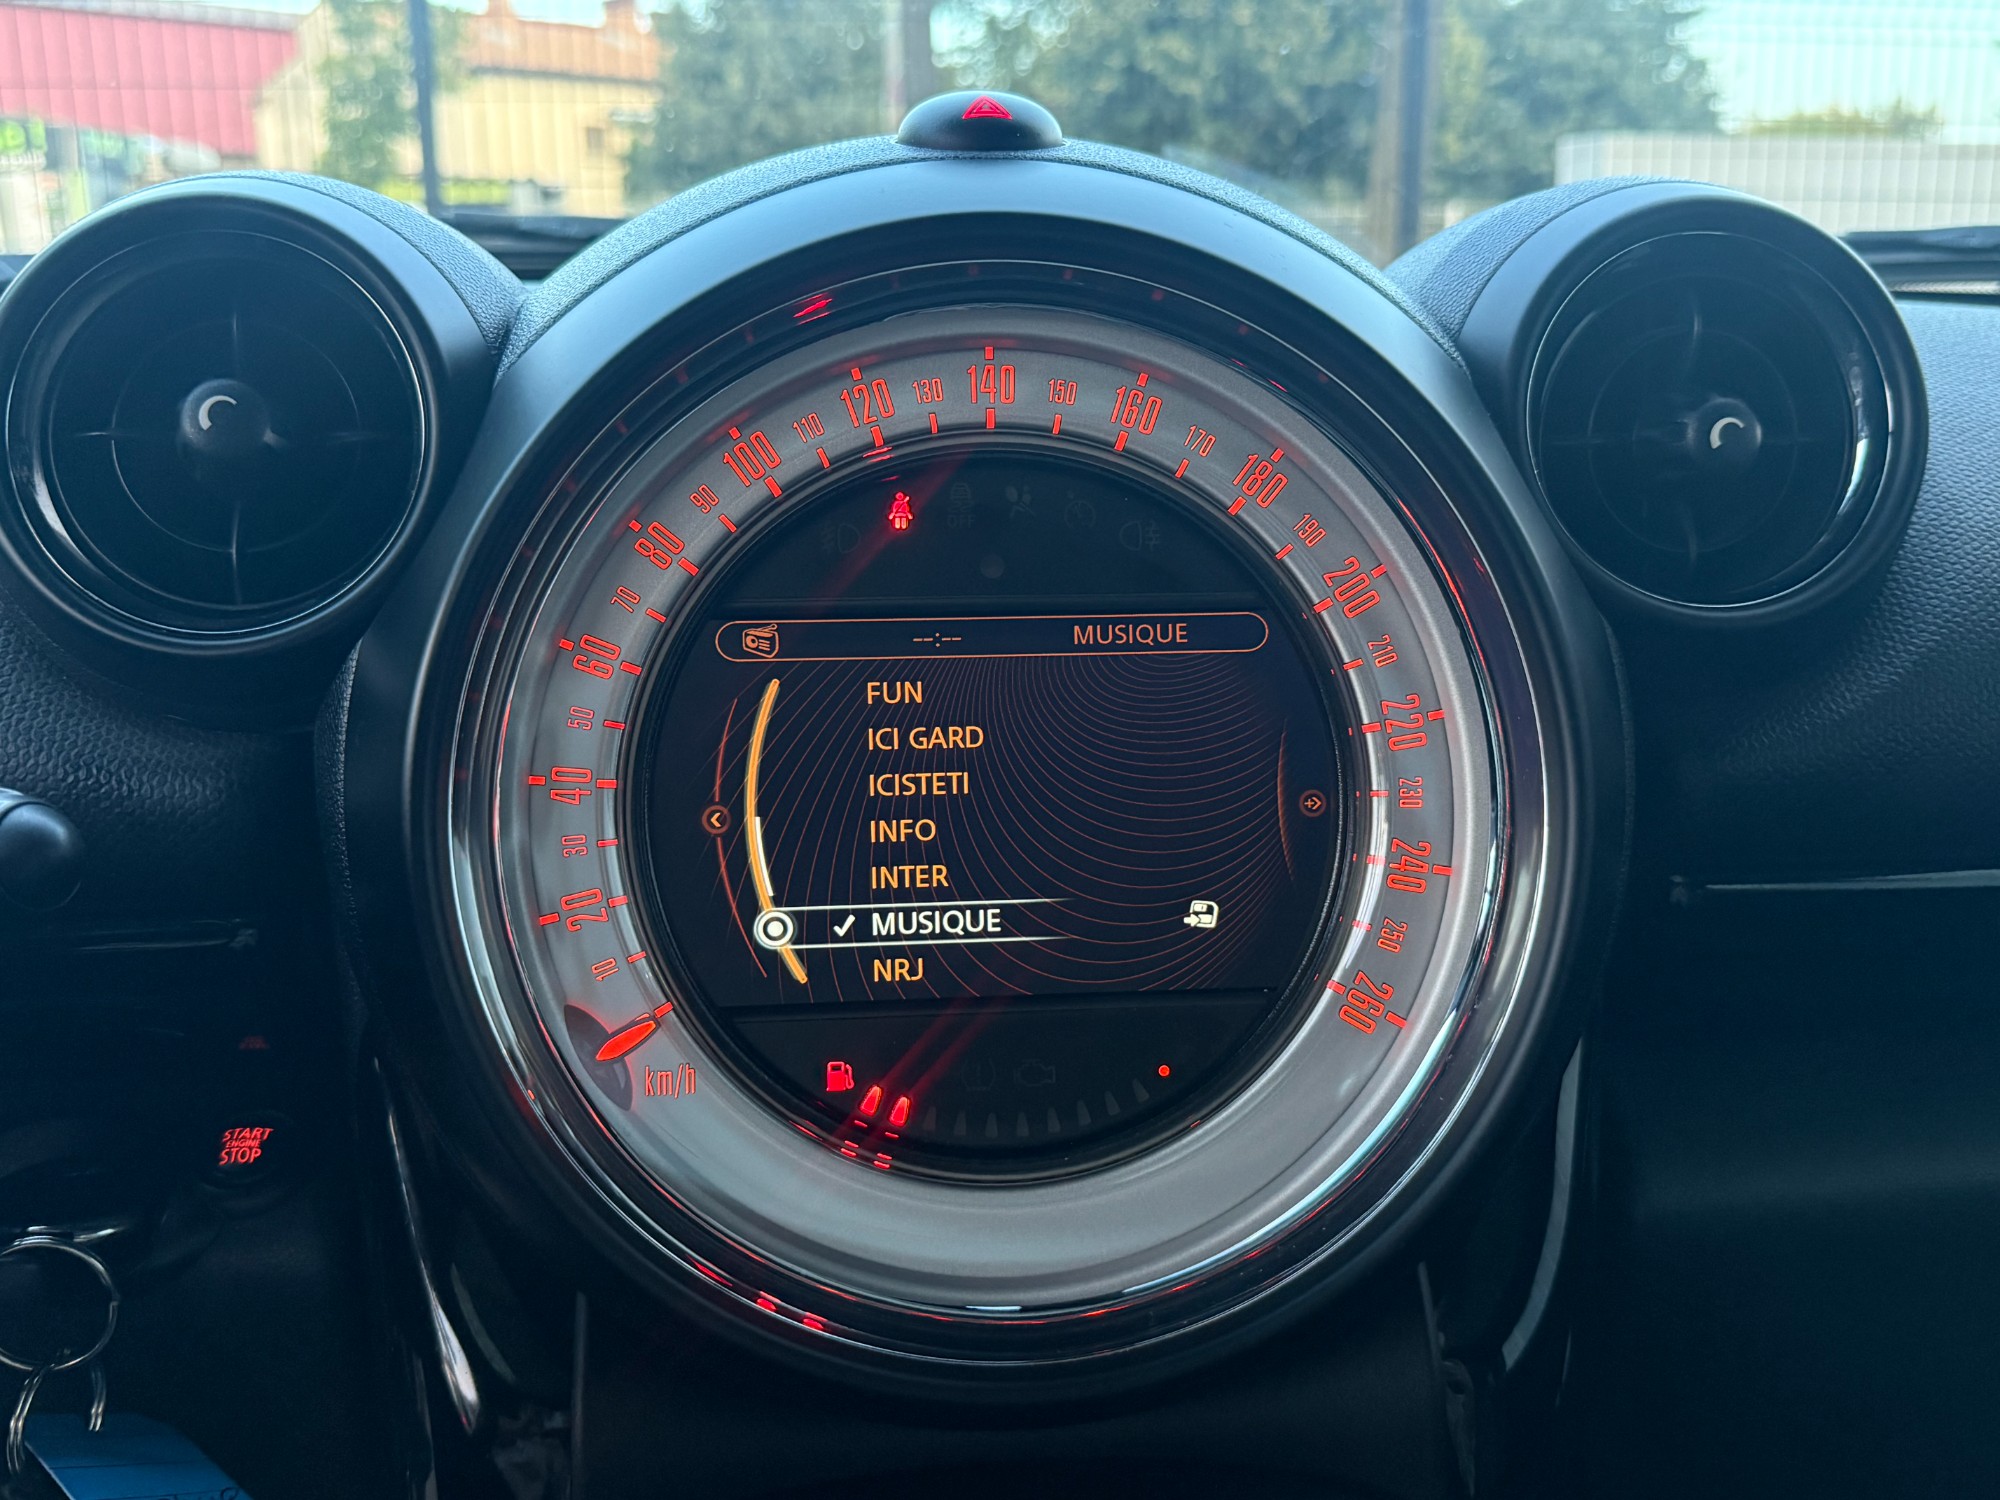 10
20
30
40
50
60
70
80
90
100
110
120
130
140
150
160
170
180
190
200
210
220
230
240
250
260
km/h
OFF
--:-- MUSIQUE
FUN
ICI GARD
ICISTETI
INFO
INTER
MUSIQUE
NRJ
START
ENGINE
STOP